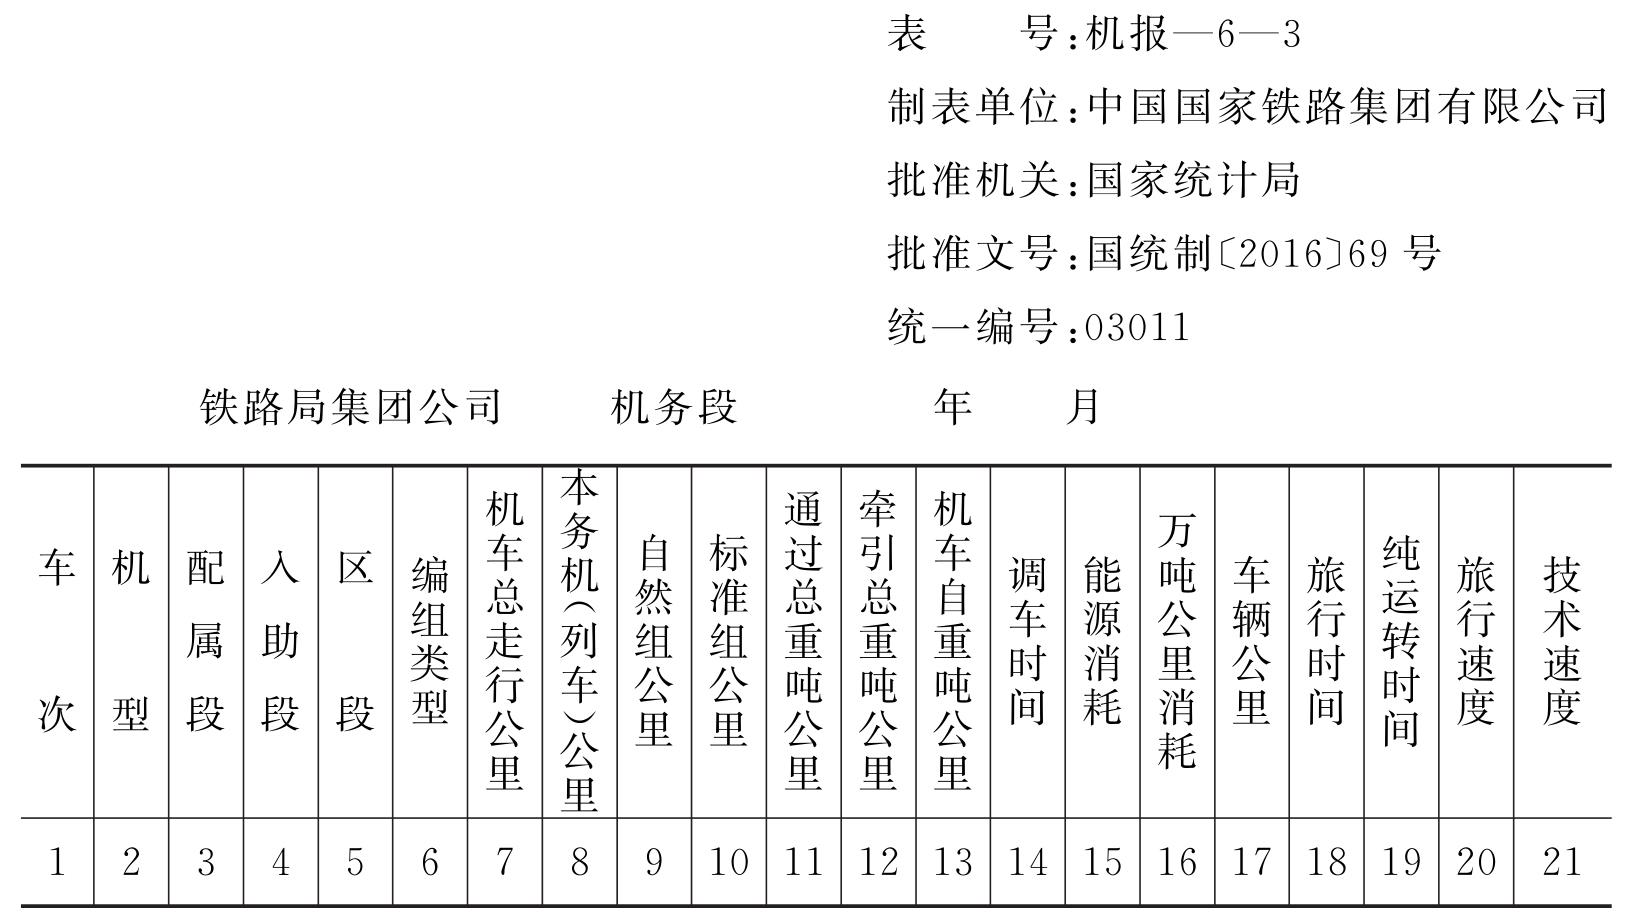 表 号:机报—6—3
制表单位:中国国家铁路集团有限公司
批准机关:国家统计局
批准文号:国统制〔2016〕69 号
统一编号:03011
铁路局集团公司 机务段 年 月
车次
机型
配属段
入助段
区段
编组类型
机车总走行公里
本务机(列车)公里
自然组公里
标准组公里
通过总重吨公里
牵引总重吨公里
机车自重吨公里
调车时间
能源消耗
万吨公里消耗
车辆公里
旅行时间
纯运转时间
旅行速度
技术速度
1 2 3 4 5 6 7 8 9 10 11 12 13 14 15 16 17 18 19 20 21